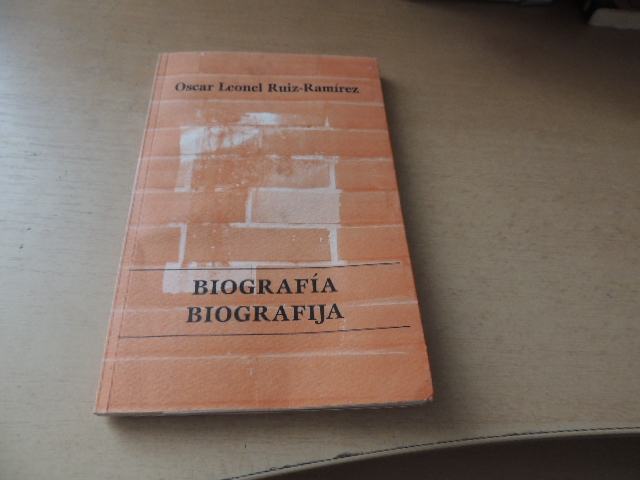 Oscar Leonel Ruiz-Ramírez
BIOGRAFÍA
BIOGRAFIJA